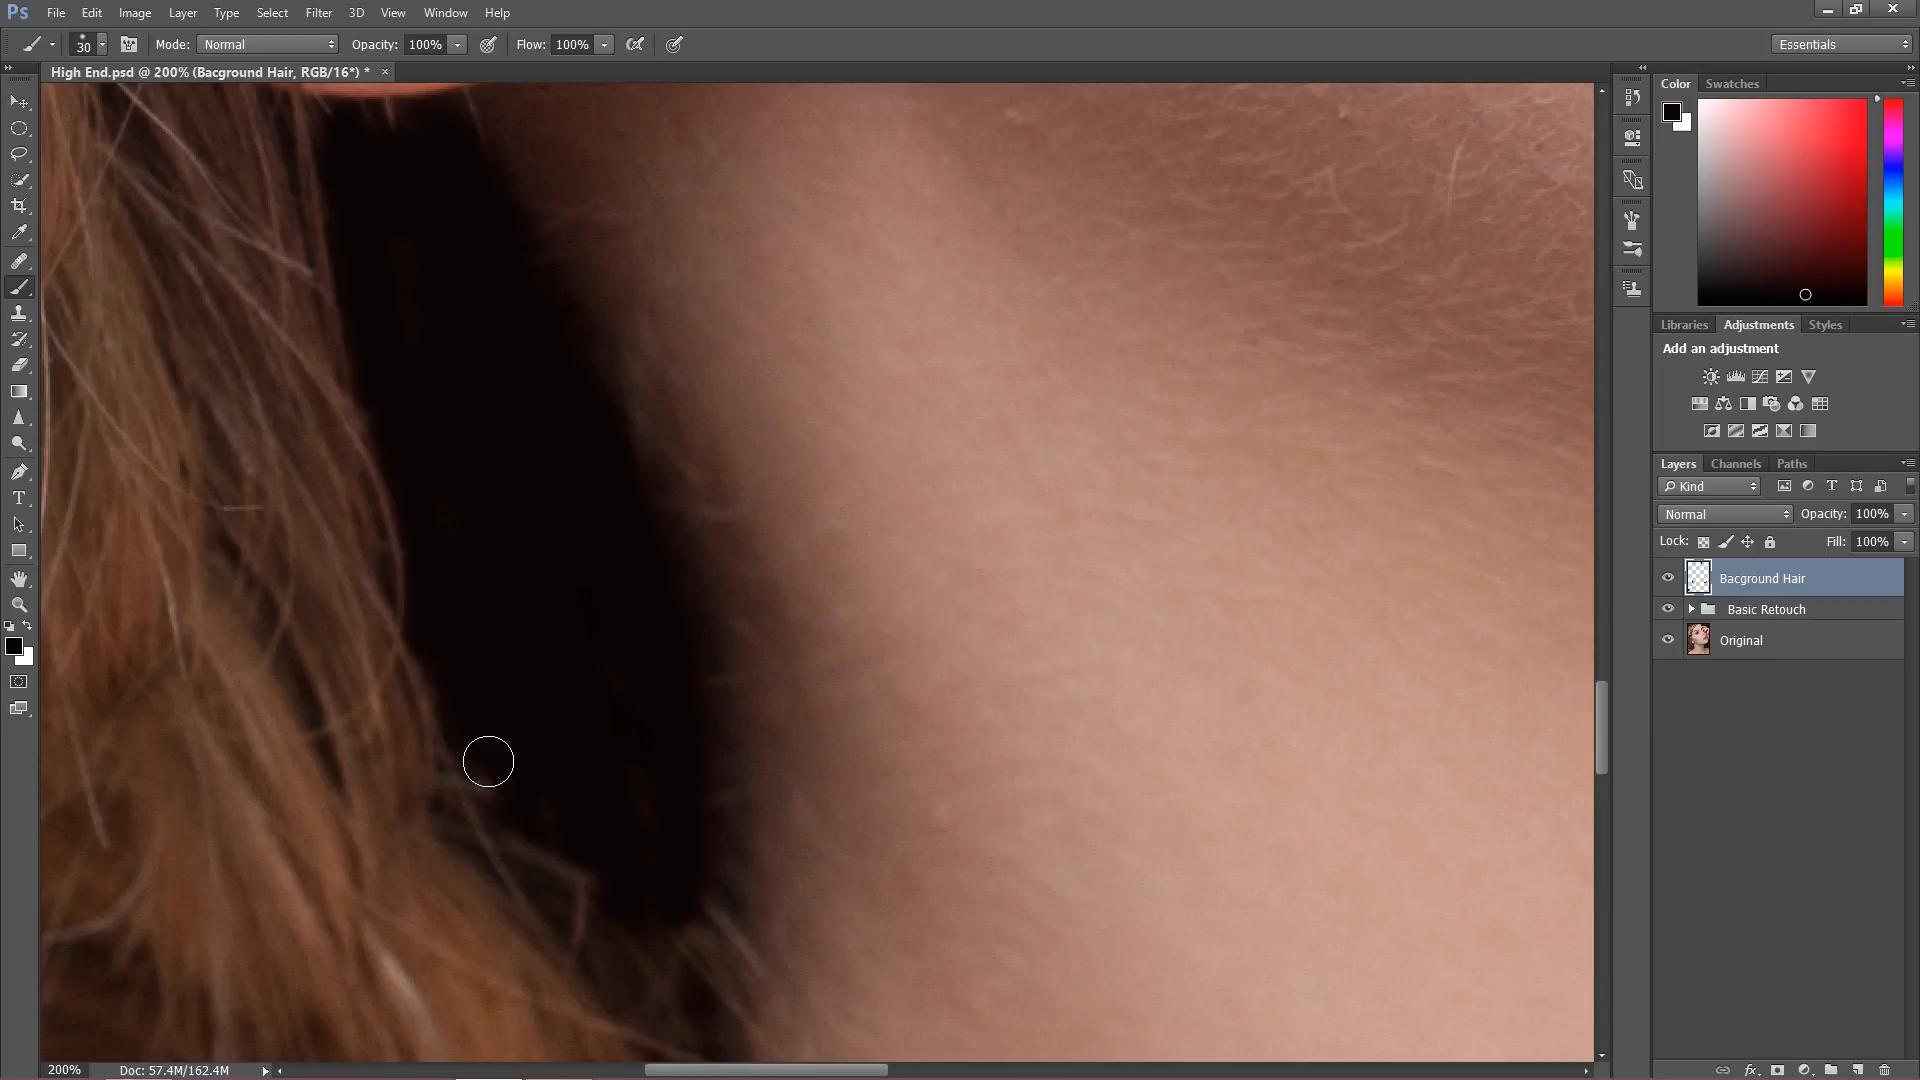 Ps File Edit Image Layer Type Select Filter 3D View Window Help
30 Mode: Normal Opacity: 100% Flow: 100% Essentials
High End.psd @ 200% (Bacground Hair, RGB/16*) * ×
Color Swatches
Libraries Adjustments Styles
Add an adjustment
Layers Channels Paths
Kind
Normal Opacity: 100%
Lock: Fill: 100%
Bacground Hair
Basic Retouch
Original
200% Doc: 57.4M/162.4M